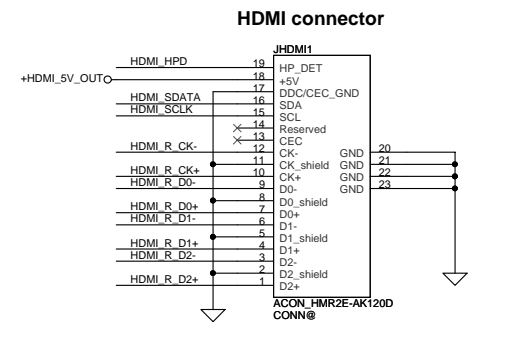 HDMI connector
JHDMI1
HDMI_HPD 19 HP_DET
+HDMI_5V_OUT 18 +5V
17 DDC/CEC_GND
HDMI_SDATA 16 SDA
HDMI_SCLK 15 SCL
14 Reserved
13 CEC
HDMI_R_CK- 12 CK- GND 20
11 CK_shield GND 21
HDMI_R_CK+ 10 CK+ GND 22
HDMI_R_D0- 9 D0- GND 23
8 D0_shield
HDMI_R_D0+ 7 D0+
HDMI_R_D1- 6 D1-
5 D1_shield
HDMI_R_D1+ 4 D1+
HDMI_R_D2- 3 D2-
2 D2_shield
HDMI_R_D2+ 1 D2+
ACON_HMR2E-AK120D
CONN@